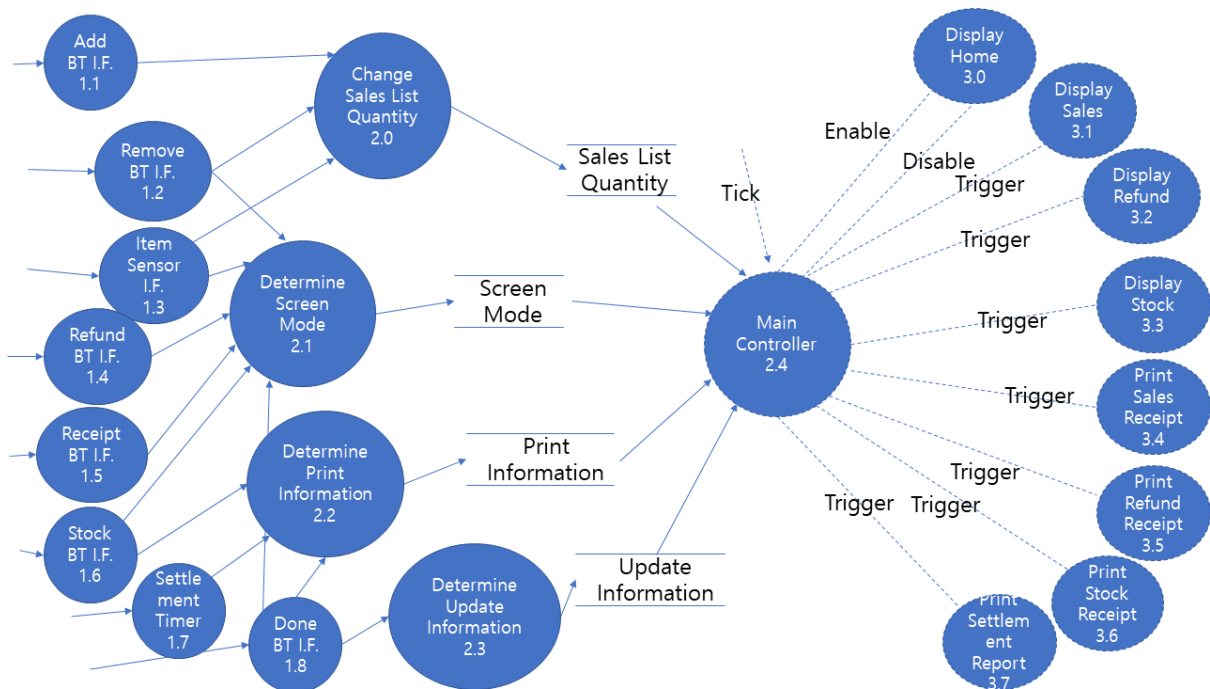 Add
BT I.F.
1.1
Remove
BT I.F.
1.2
Item
Sensor
I.F.
1.3
Refund
BT I.F.
1.4
Receipt
BT I.F.
1.5
Stock
BT I.F.
1.6
Settle
ment
Timer
1.7
Done
BT I.F.
1.8
Change
Sales List
Quantity
2.0
Determine
Screen
Mode
2.1
Determine
Print
Information
2.2
Determine
Update
Information
2.3
Sales List
Quantity
Screen
Mode
Print
Information
Update
Information
Tick
Main
Controller
2.4
Enable
Disable
Trigger
Trigger
Trigger
Trigger
Trigger
Trigger
Trigger
Display
Home
3.0
Display
Sales
3.1
Display
Refund
3.2
Display
Stock
3.3
Print
Sales
Receipt
3.4
Print
Refund
Receipt
3.5
Print
Stock
Receipt
3.6
Print
Settlem
ent
Report
3.7